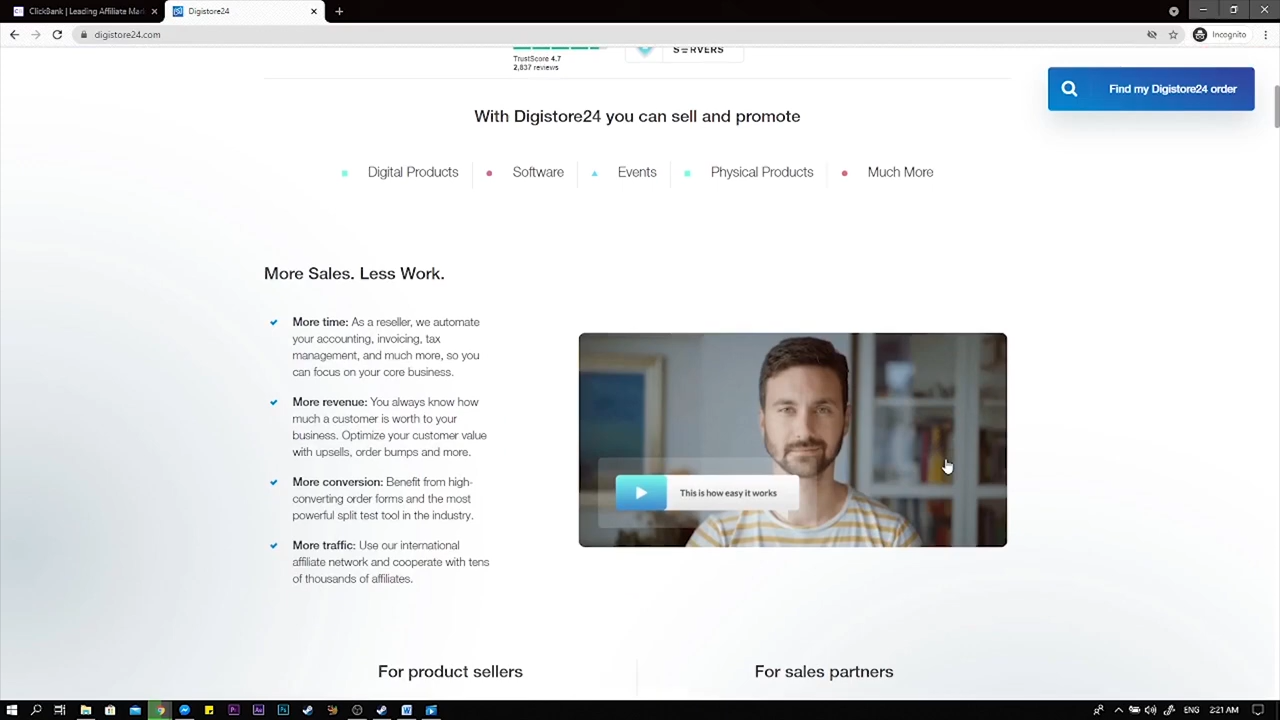 ClickBank | Leading Affiliate Mar
Digistore24
digistore24.com
Incognito
TrustScore 4.7
2,837 reviews
SERVERS
Find my Digistore24 order
With Digistore24 you can sell and promote
Digital Products
Software
Events
Physical Products
Much More
More Sales. Less Work.
More time: As a reseller, we automate
your accounting, invoicing, tax
management, and much more, so you
can focus on your core business.
More revenue: You always know how
much a customer is worth to your
business. Optimize your customer value
with upsells, order bumps and more.
More conversion: Benefit from high-
converting order forms and the most
powerful split test tool in the industry.
More traffic: Use our international
affiliate network and cooperate with tens
of thousands of affiliates.
This is how easy it works
For product sellers
For sales partners
ENG
2:21 AM